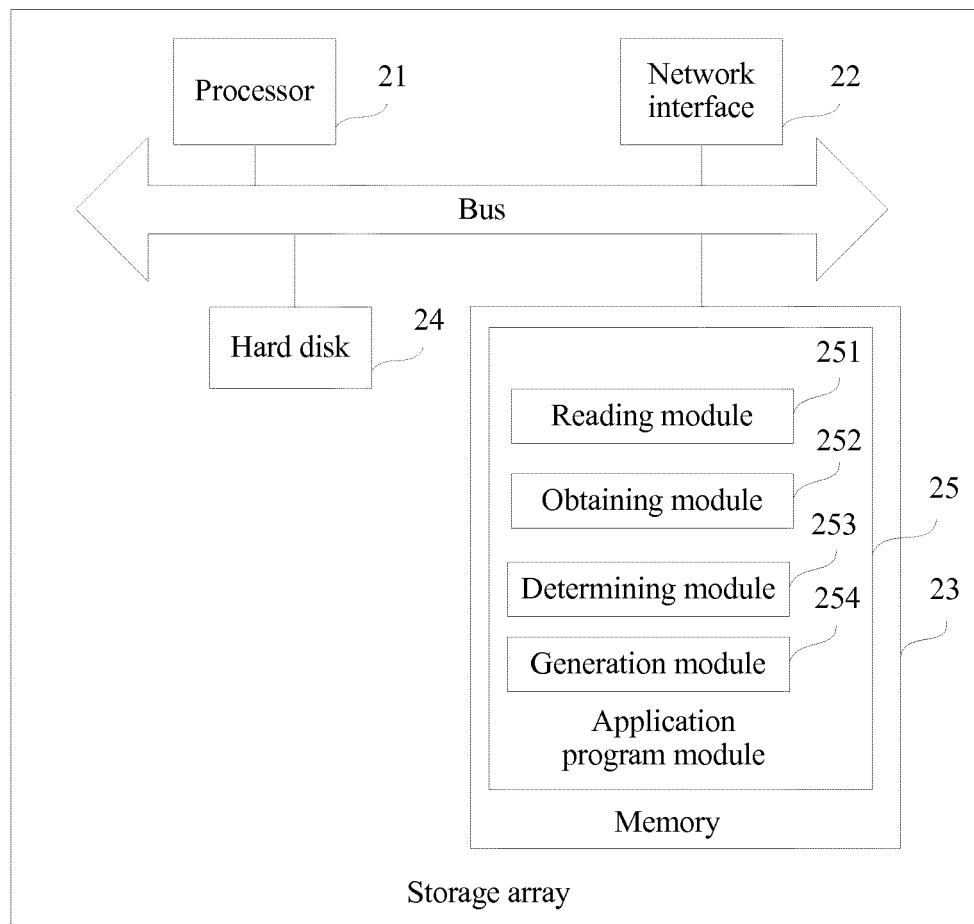 Processor
21
Network
interface
22
Bus
Hard disk
24
251
Reading module
252
Obtaining module
25
253
Determining module
23
254
Generation module
Application
program module
Memory
Storage array